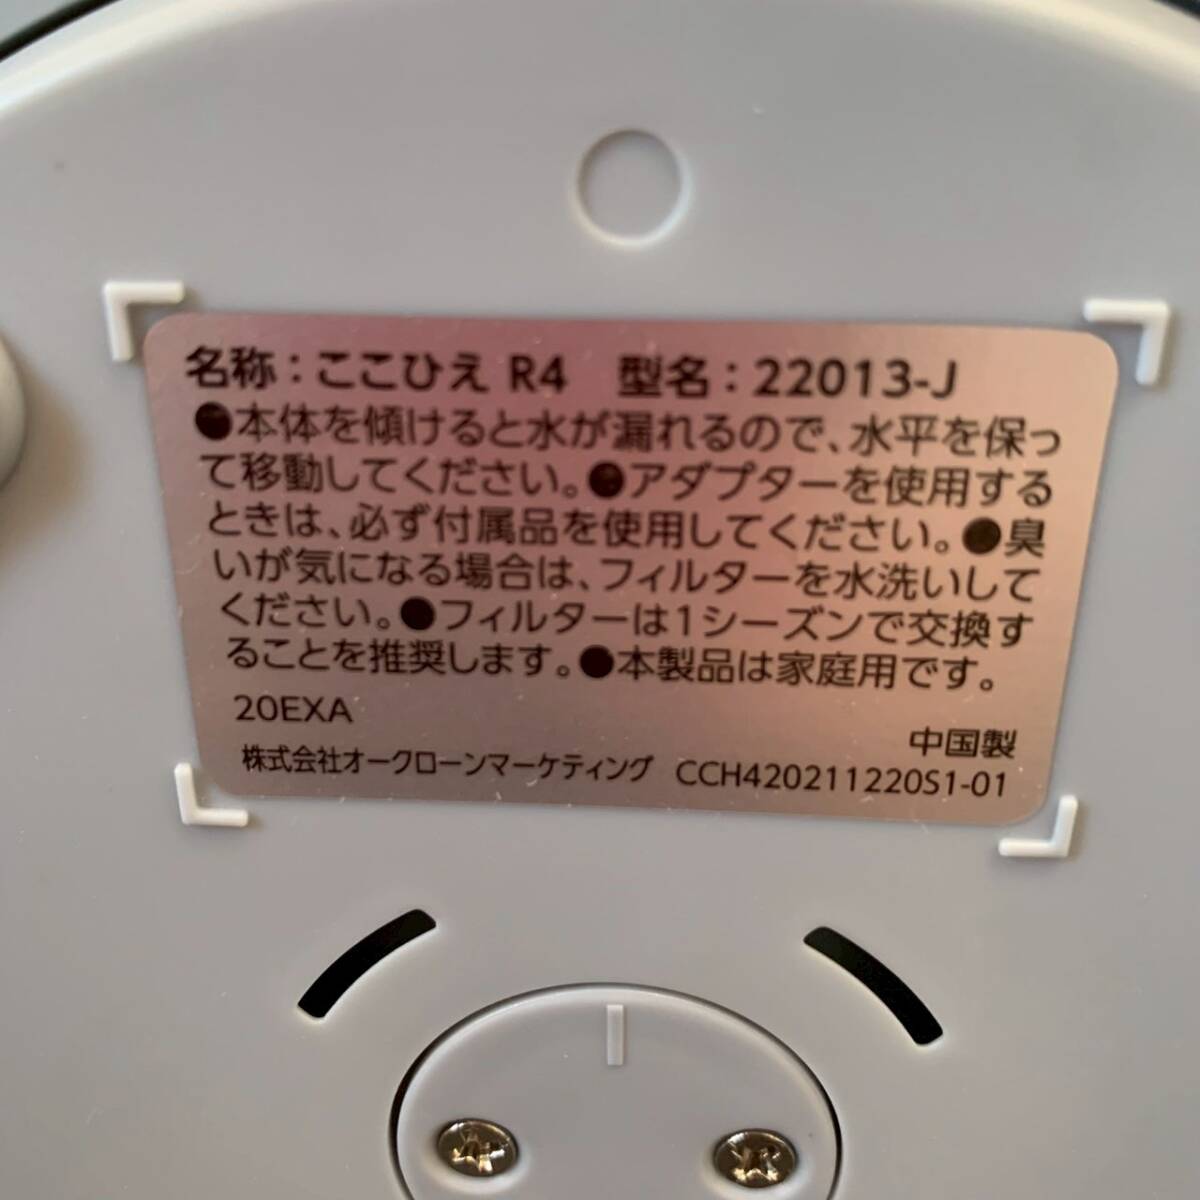 名称：ここひえ R4　型名：22013-J
●本体を傾けると水が漏れるので、水平を保っ
て移動してください。●アダプターを使用する
ときは、必ず付属品を使用してください。●臭
いが気になる場合は、フィルターを水洗いして
ください。●フィルターは1シーズンで交換す
ることを推奨します。●本製品は家庭用です。
20EXA
中国製
株式会社オークローンマーケティング　CCH420211220S1-01